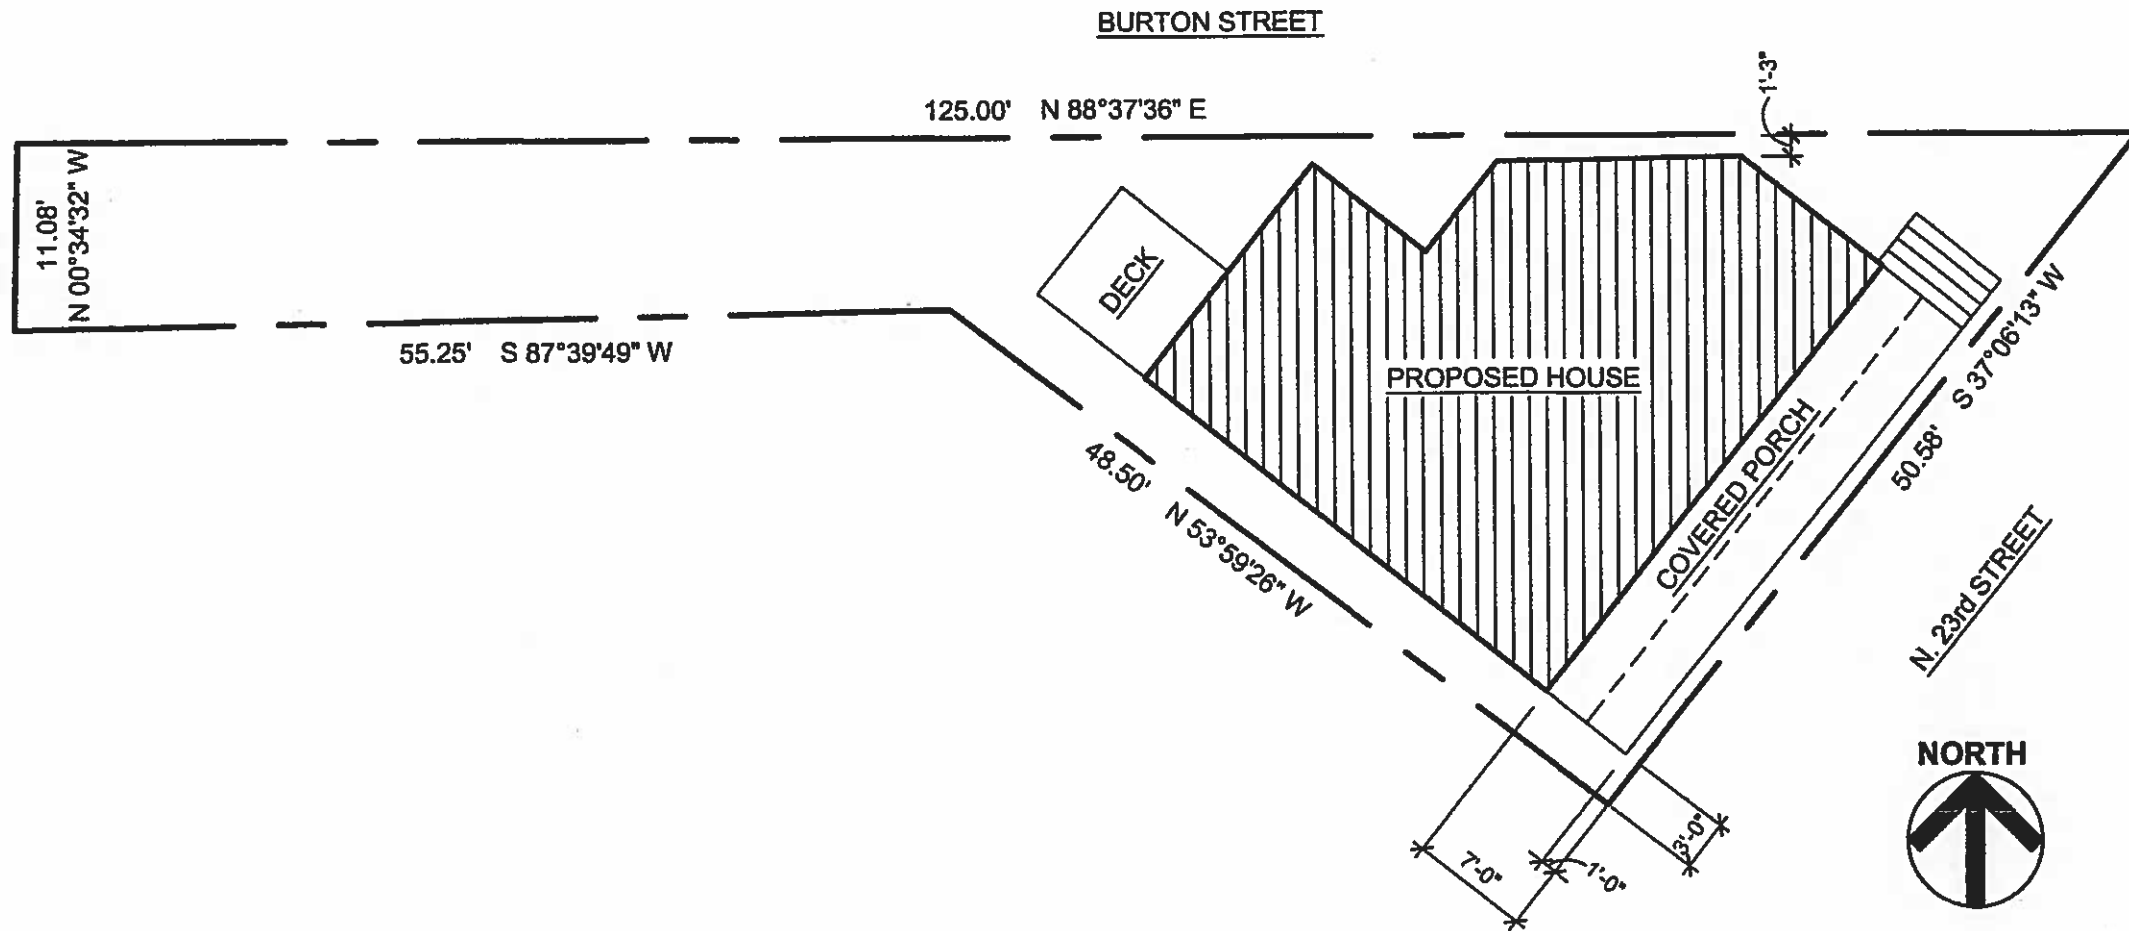 BURTON STREET
1'-3"
125.00' N 88°37'36" E
11.08'
N 00°34'32" W
DECK
55.25' S 87°39'49" W
PROPOSED HOUSE
48.50' N 53°59'26" W
COVERED PORCH
50.58' S 37°06'13" W
N. 23rd STREET
NORTH
7'-0"
1'-0"
3'-0"